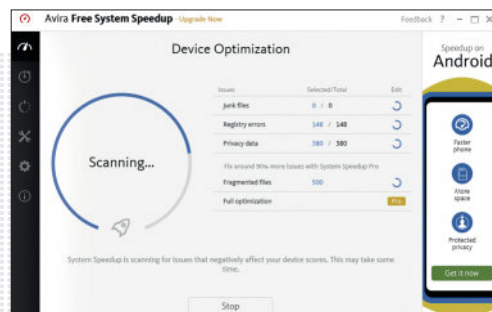 Avira Free System Speedup - Upgrade Now
Feedback ?
Device Optimization
Issues Selected/Total Edit
Junk files 0 / 0
Registry errors 148 / 148
Privacy data 380 / 380
Fix around 90% more issues with System Speedup Pro
Fragmented files 500
Full optimization Pro
Scanning...
System Speedup is scanning for issues that negatively affect your device scores. This may take some
time.
Stop
Speedup on
Android
Faster
phone
More
space
Protected
privacy
Get it now